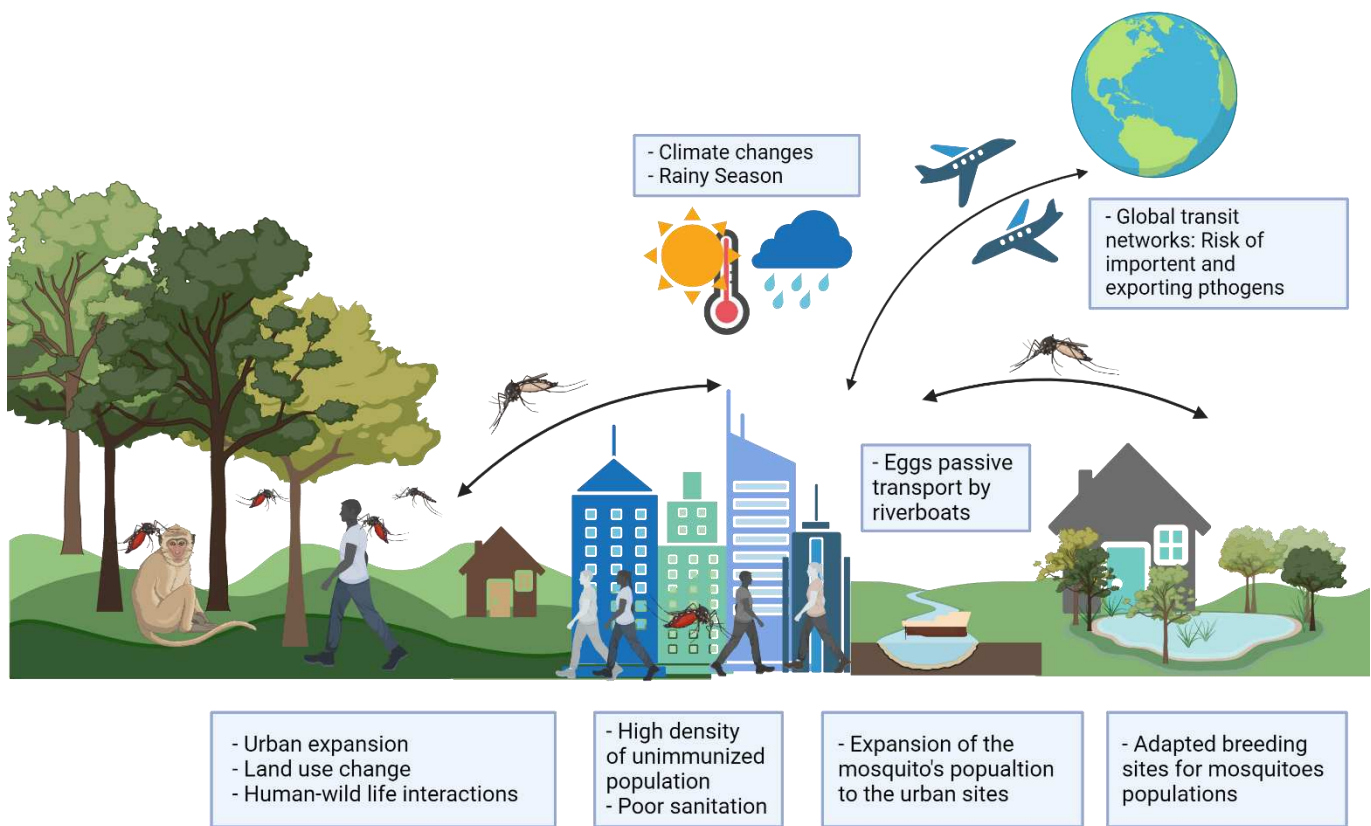 - Climate changes
- Rainy Season
- Global transit
networks: Risk of
importent and
exporting pthogens
- Eggs passive
transport by
riverboats
- Urban expansion
- Land use change
- Human-wild life interactions
- High density
of unimmunized
population
- Poor sanitation
- Expansion of the
mosquito's popualtion
to the urban sites
- Adapted breeding
sites for mosquitoes
populations